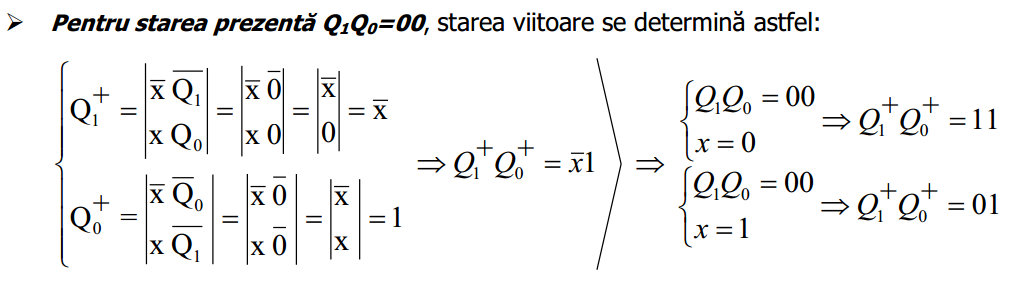 ➢ Pentru starea prezentă Q₁Q₀=00, starea viitoare se determină astfel:
{ Q₁⁺ = |x̅ Q̅₁ ; x Q₀| = |x̅ 0̅ ; x 0| = |x̅ ; 0| = x̅
Q₀⁺ = |x̅ Q̅₀ ; x Q̅₁| = |x̅ 0̅ ; x 0̅| = |x̅ ; x| = 1
⇒ Q₁⁺Q₀⁺ = x̅1 ⟩ ⇒
{ Q₁Q₀ = 00 ; x = 0 ⇒ Q₁⁺Q₀⁺ = 11
{ Q₁Q₀ = 00 ; x = 1 ⇒ Q₁⁺Q₀⁺ = 01